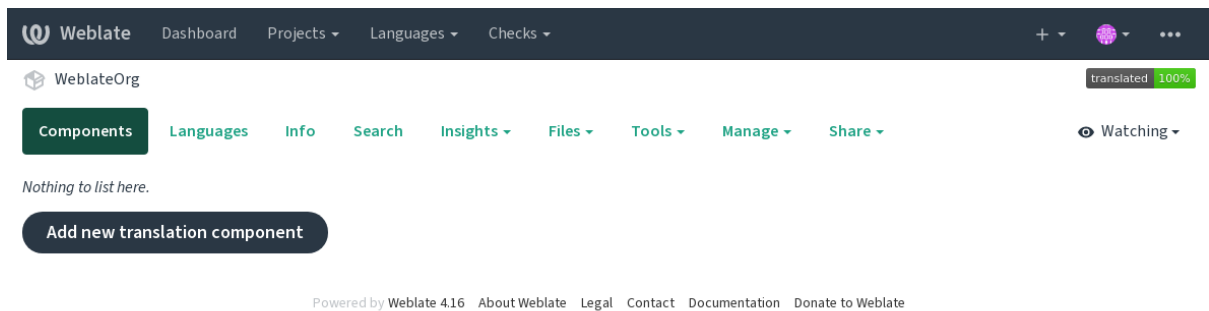 Weblate Dashboard Projects Languages Checks
WeblateOrg translated 100%
Components Languages Info Search Insights Files Tools Manage Share Watching
Nothing to list here.
Add new translation component
Powered by Weblate 4.16 About Weblate Legal Contact Documentation Donate to Weblate